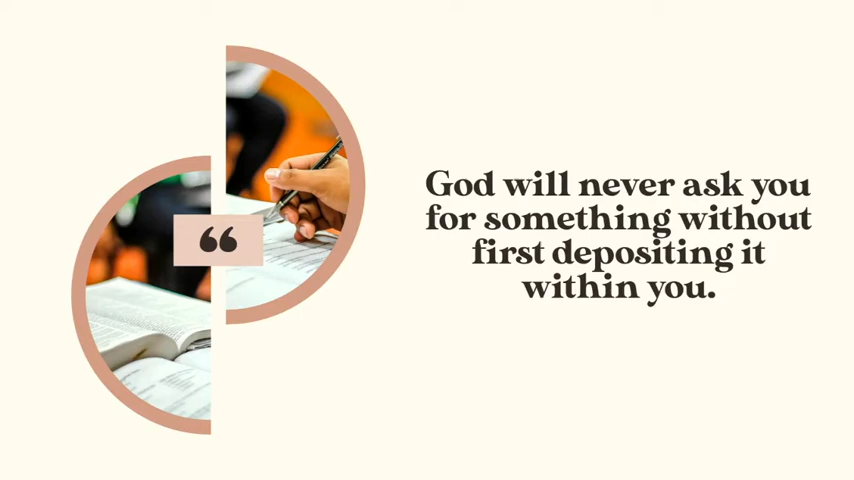 “
God will never ask you
for something without
first depositing it
within you.